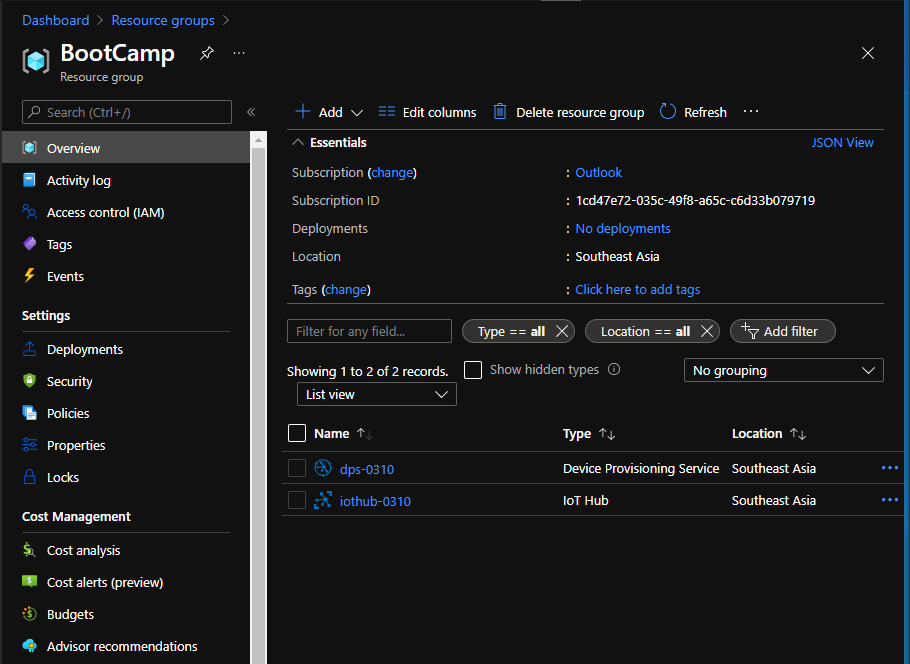 Dashboard > Resource groups >
BootCamp
Resource group
Search (Ctrl+/)
Overview
Activity log
Access control (IAM)
Tags
Events
Settings
Deployments
Security
Policies
Properties
Locks
Cost Management
Cost analysis
Cost alerts (preview)
Budgets
Advisor recommendations
Add Edit columns Delete resource group Refresh ...
Essentials JSON View
Subscription (change) : Outlook
Subscription ID : 1cd47e72-035c-49f8-a65c-c6d33b079719
Deployments : No deployments
Location : Southeast Asia
Tags (change) : Click here to add tags
Filter for any field... Type == all Location == all Add filter
Showing 1 to 2 of 2 records. Show hidden types No grouping
List view
Name Type Location
dps-0310 Device Provisioning Service Southeast Asia
iothub-0310 IoT Hub Southeast Asia